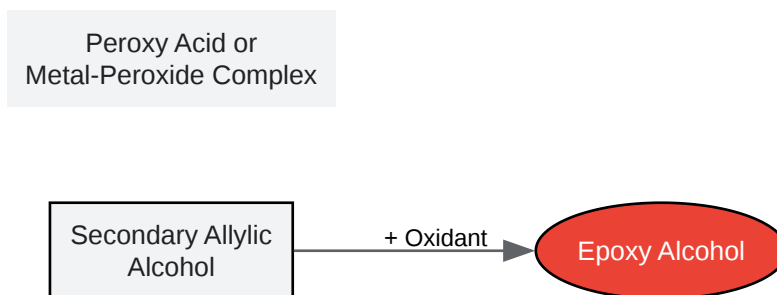 Peroxy Acid or
Metal-Peroxide Complex
Secondary Allylic
Alcohol
+ Oxidant
Epoxy Alcohol